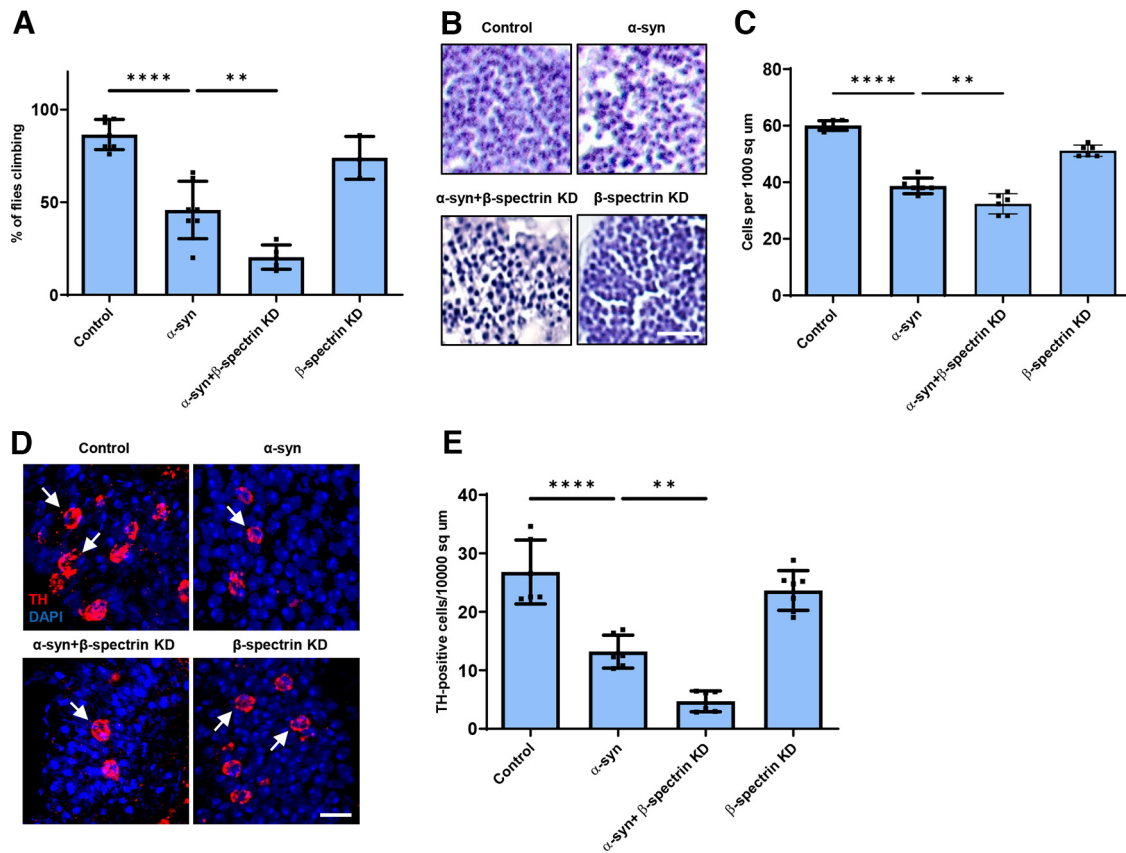 A
% of flies climbing
100
50
0
****
**
Control
α-syn
α-syn+β-spectrin KD
β-spectrin KD
B
Control
α-syn
α-syn+β-spectrin KD
β-spectrin KD
C
Cells per 1000 sq um
80
60
40
20
0
****
**
Control
α-syn
α-syn+β-spectrin KD
β-spectrin KD
D
Control
α-syn
TH
DAPI
α-syn+β-spectrin KD
β-spectrin KD
E
TH-positive cells/10000 sq um
40
30
20
10
0
****
**
Control
α-syn
α-syn+ β-spectrin KD
β-spectrin KD